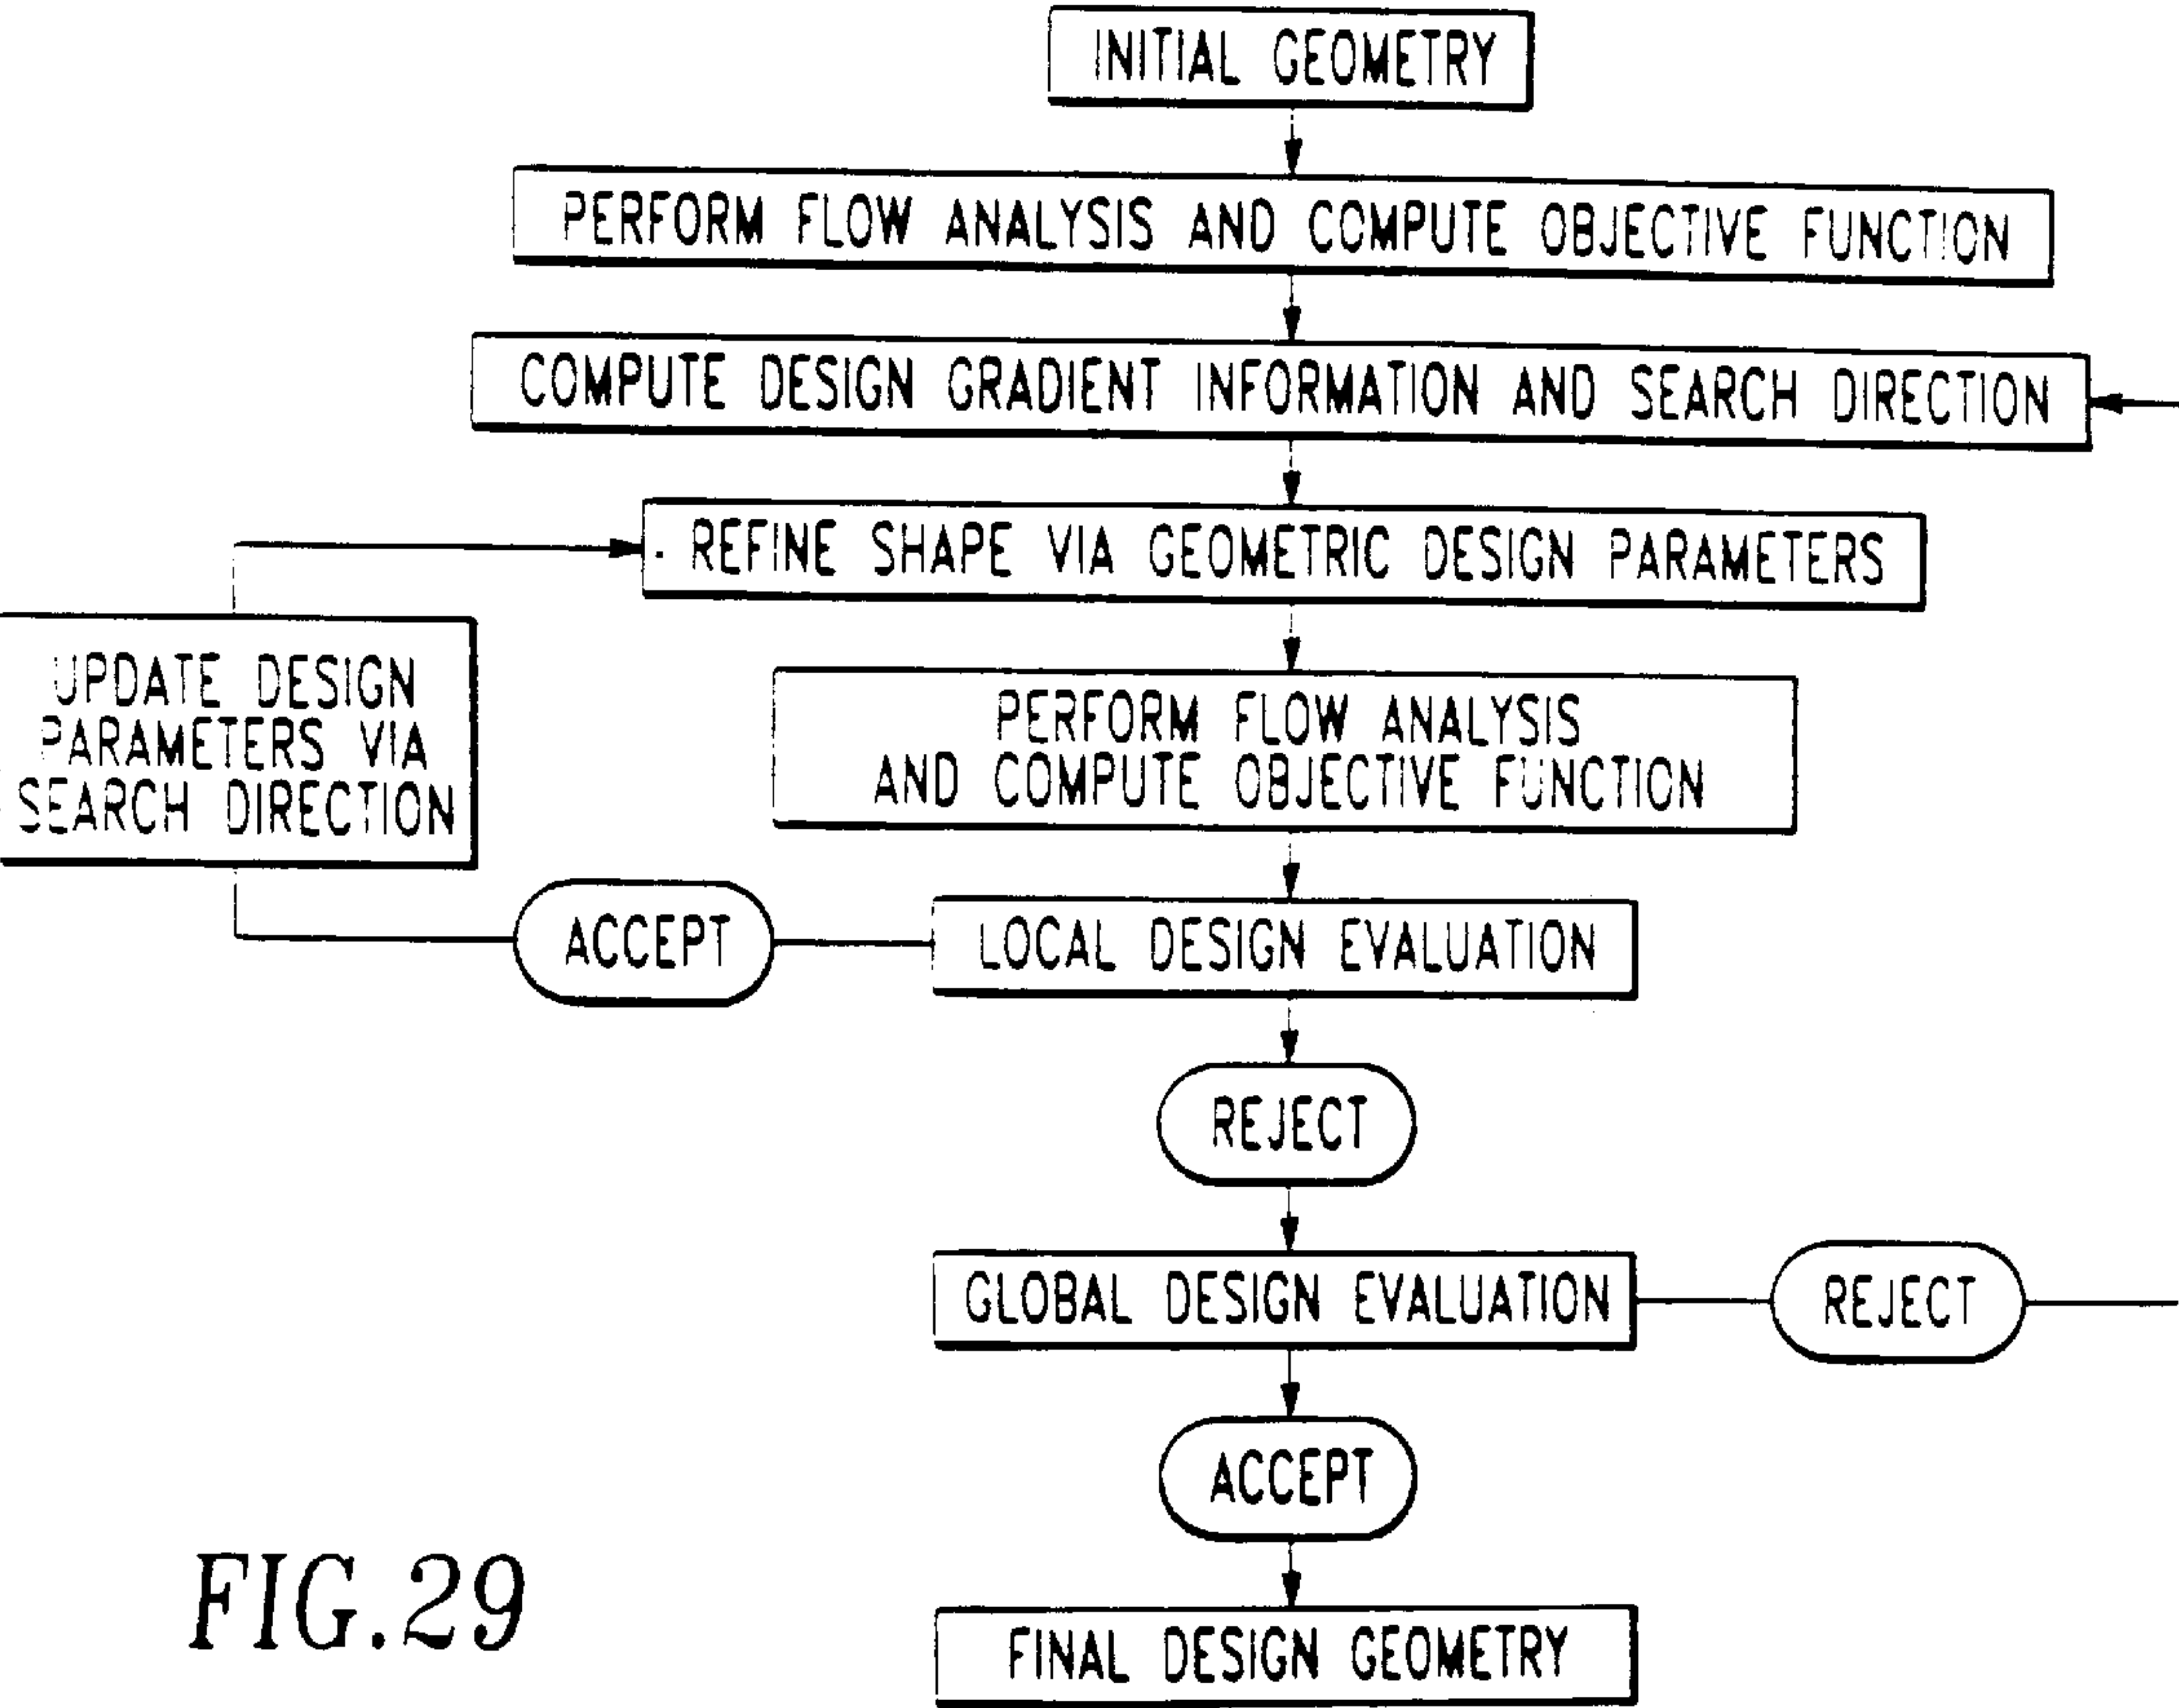 INITIAL GEOMETRY
PERFORM FLOW ANALYSIS AND COMPUTE OBJECTIVE FUNCTION
COMPUTE DESIGN GRADIENT INFORMATION AND SEARCH DIRECTION
REFINE SHAPE VIA GEOMETRIC DESIGN PARAMETERS
UPDATE DESIGN
PARAMETERS VIA
SEARCH DIRECTION
PERFORM FLOW ANALYSIS
AND COMPUTE OBJECTIVE FUNCTION
ACCEPT
LOCAL DESIGN EVALUATION
REJECT
GLOBAL DESIGN EVALUATION
REJECT
ACCEPT
FINAL DESIGN GEOMETRY
FIG.29